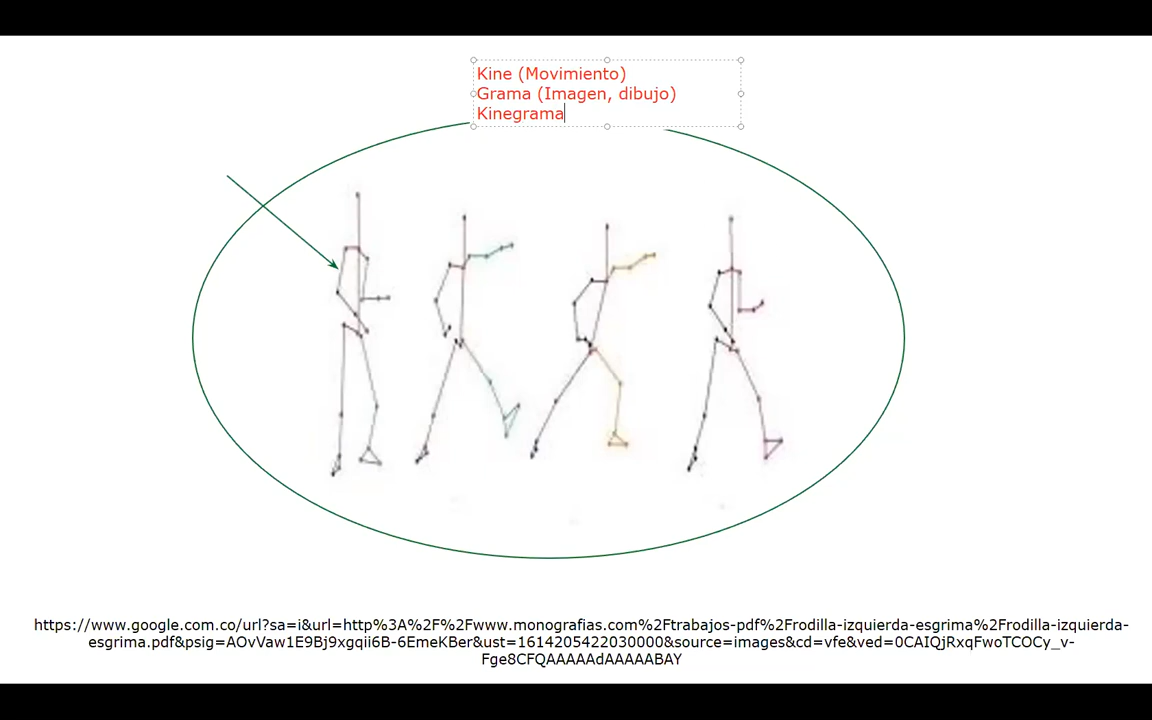 Kine (Movimiento)
Grama (Imagen, dibujo)
Kinegrama
https://www.google.com.co/url?sa=i&url=http%3A%2F%2Fwww.monografias.com%2Ftrabajos-pdf%2Frodilla-izquierda-esgrima%2Frodilla-izquierda-
esgrima.pdf&psig=AOvVaw1E9Bj9xgqii6B-6EmeKBer&ust=1614205422030000&source=images&cd=vfe&ved=0CAIQjRxqFwoTCOCy_v-
Fge8CFQAAAAAdAAAAABAY